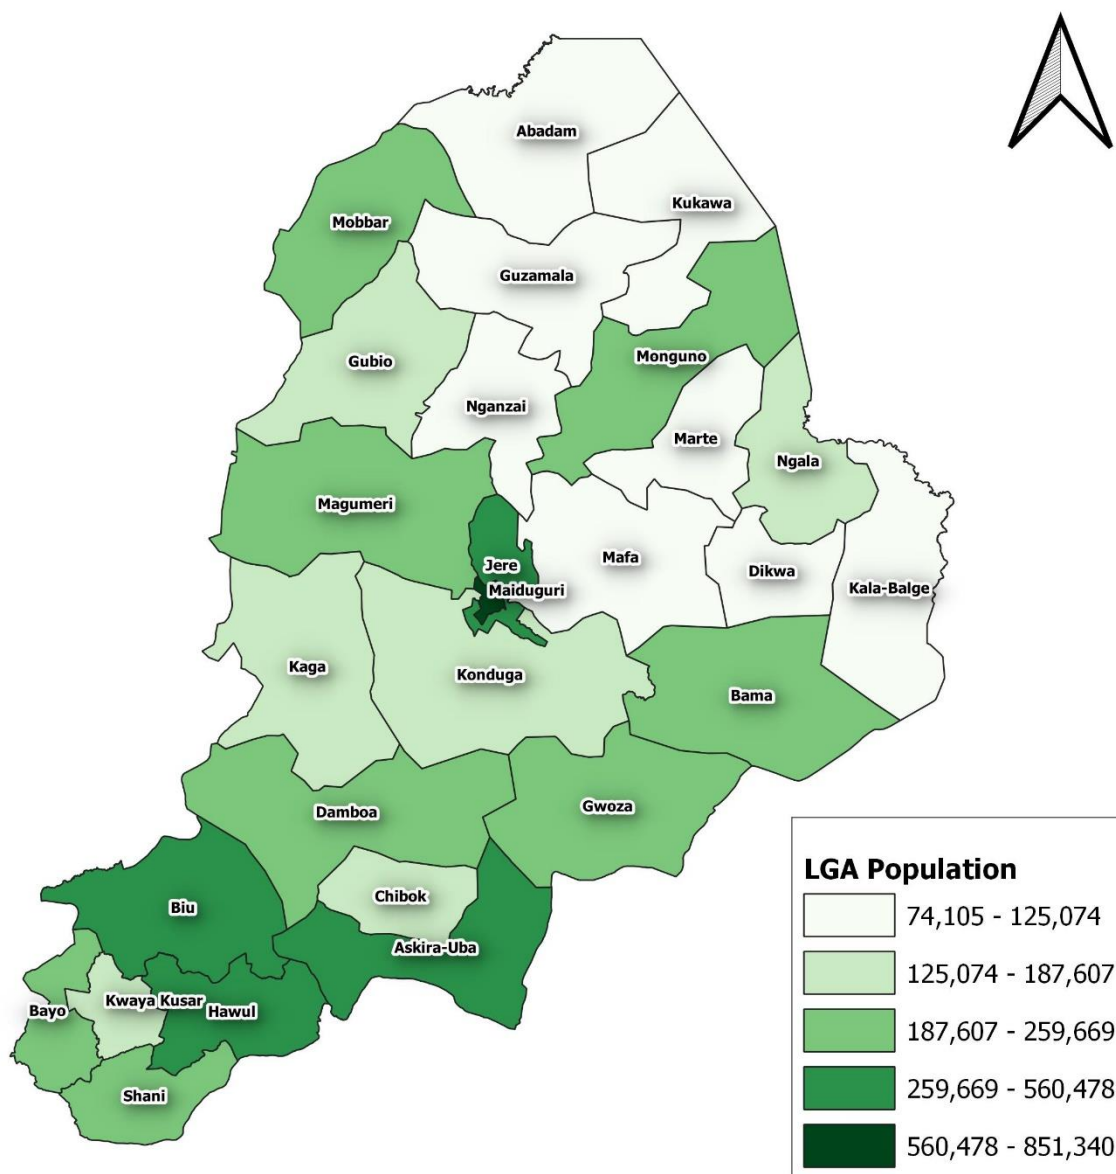 Abadam
Kukawa
Mobbar
Guzamala
Monguno
Gubio
Nganzai
Marte
Ngala
Magumeri
Jere
Mafa
Dikwa
Maiduguri
Kala-Balge
Kaga
Konduga
Bama
Damboa
Gwoza
Chibok
Biu
Askira-Uba
Kwaya Kusar
Bayo
Hawul
Shani
LGA Population
74,105 - 125,074
125,074 - 187,607
187,607 - 259,669
259,669 - 560,478
560,478 - 851,340